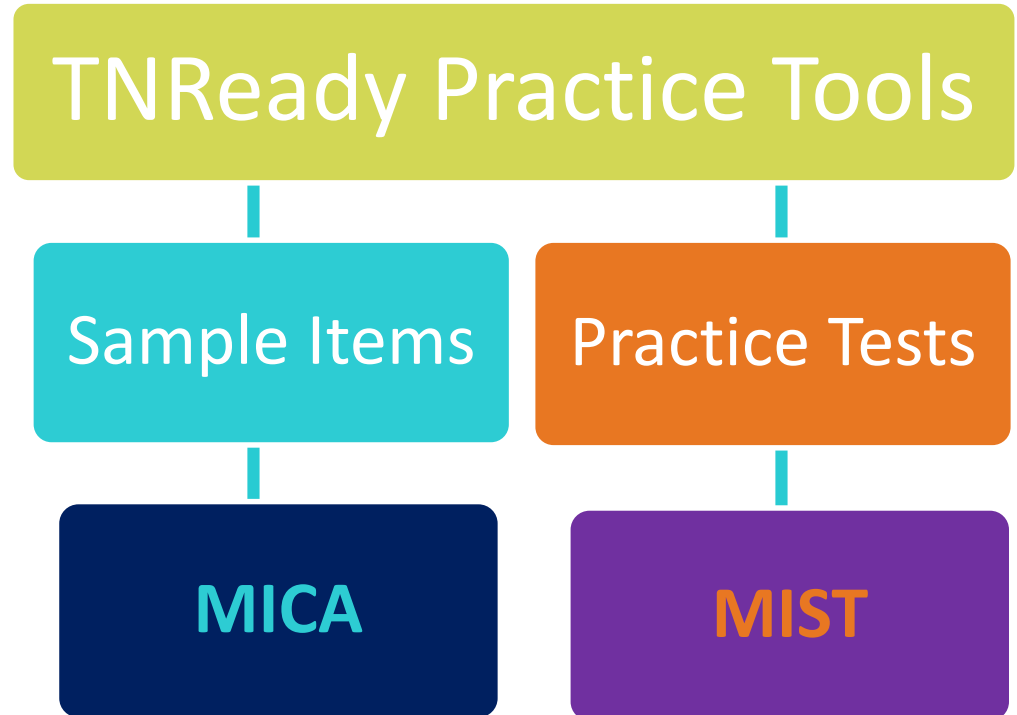 TNReady Practice Tools
Sample Items
Practice Tests
MICA
MIST